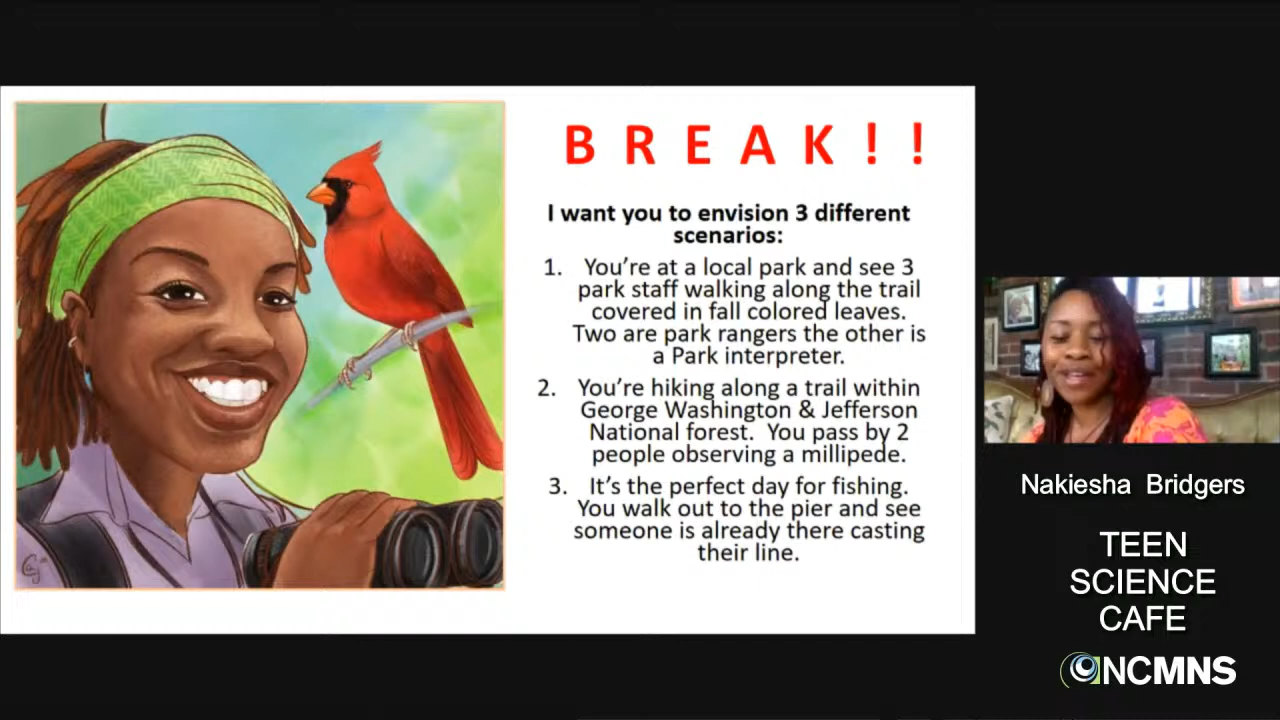 B R E A K ! !
I want you to envision 3 different
scenarios:
1. You're at a local park and see 3
park staff walking along the trail
covered in fall colored leaves.
Two are park rangers the other is
a Park interpreter.
2. You're hiking along a trail within
George Washington & Jefferson
National forest. You pass by 2
people observing a millipede.
3. It's the perfect day for fishing.
You walk out to the pier and see
someone is already there casting
their line.
Nakiesha Bridgers
TEEN
SCIENCE
CAFE
NCMNS